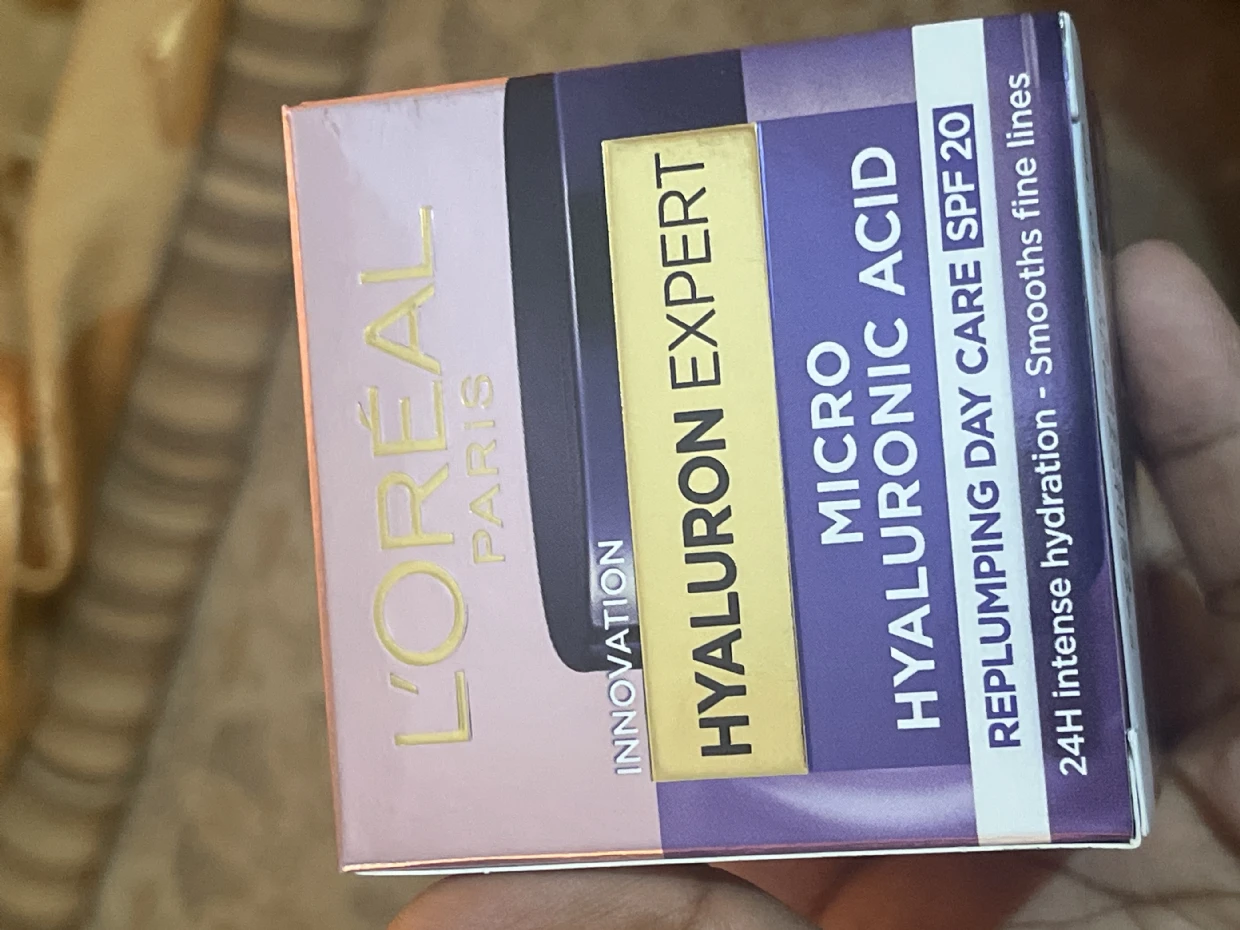 L'ORÉAL
PARIS
INNOVATION
HYALURON EXPERT
MICRO
HYALURONIC ACID
REPLUMPING DAY CARE SPF 20
24H intense hydration - Smooths fine lines